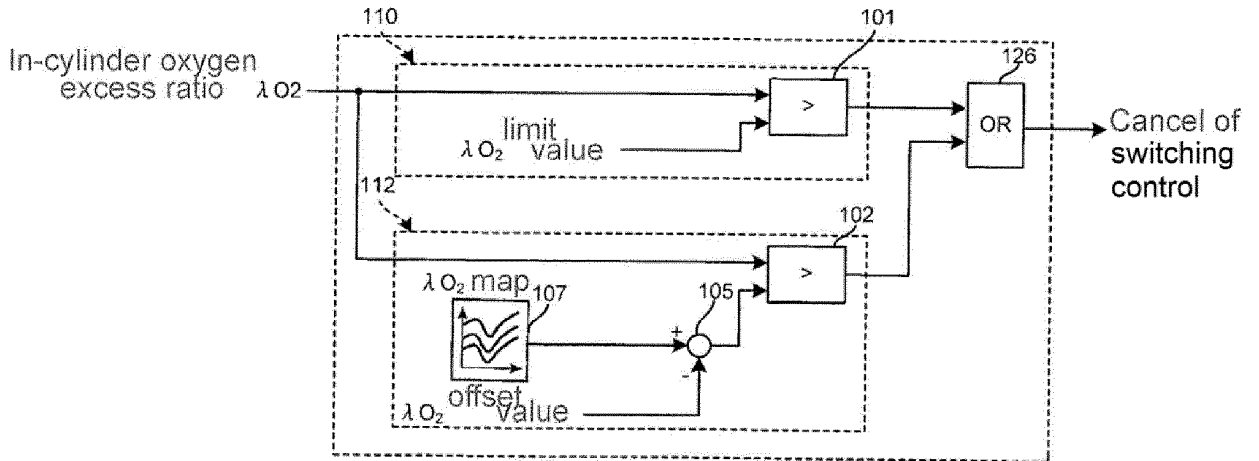 110
101
126
In-cylinder oxygen
excess ratio λO2
>
limit
λO₂ value
OR
Cancel of
switching
control
112
102
>
λO₂ map
107
105
+
-
offset
λO₂ value